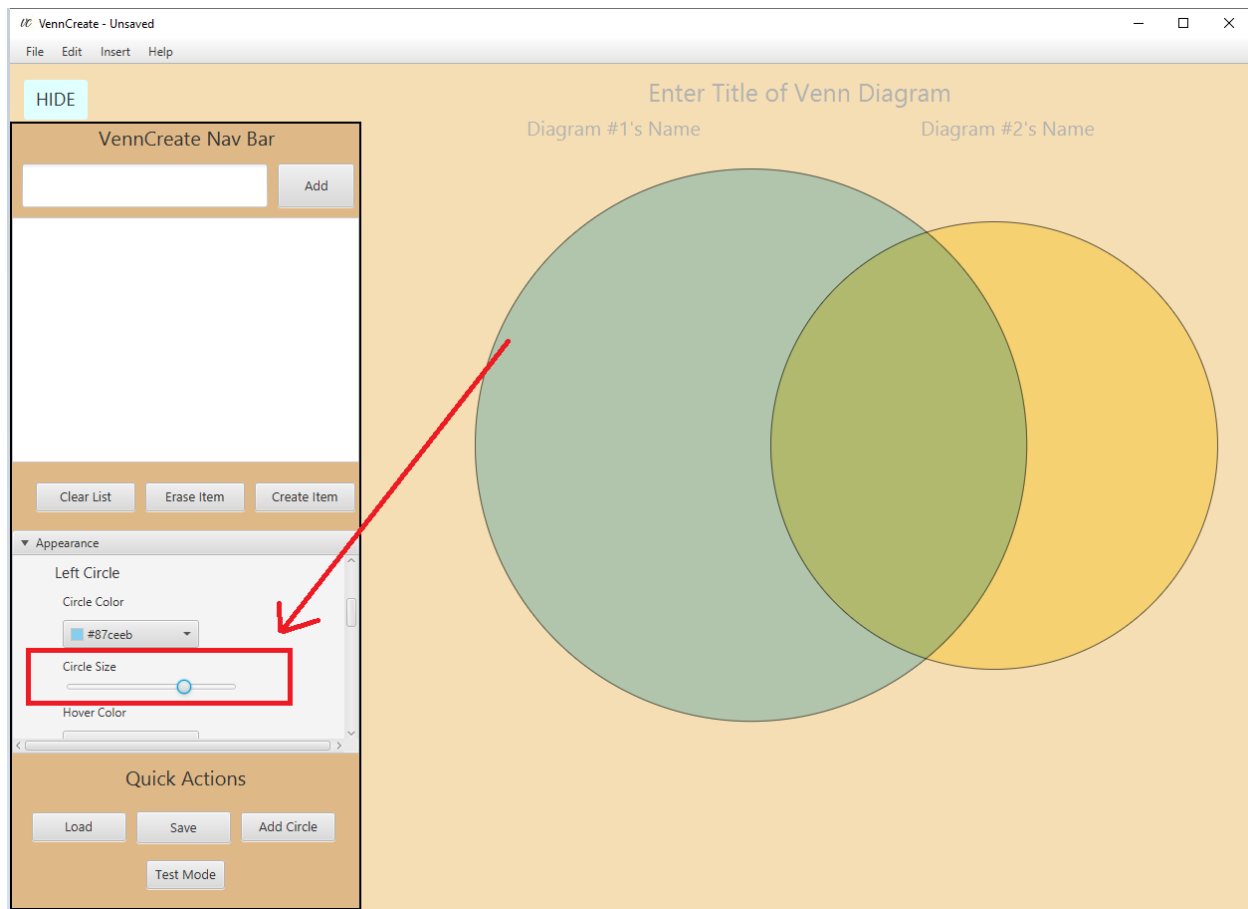 VC VennCreate - Unsaved
File Edit Insert Help
HIDE
Enter Title of Venn Diagram
Diagram #1's Name Diagram #2's Name
VennCreate Nav Bar
Add
Clear List Erase Item Create Item
Appearance
Left Circle
Circle Color
#87ceeb
Circle Size
Hover Color
Quick Actions
Load Save Add Circle
Test Mode